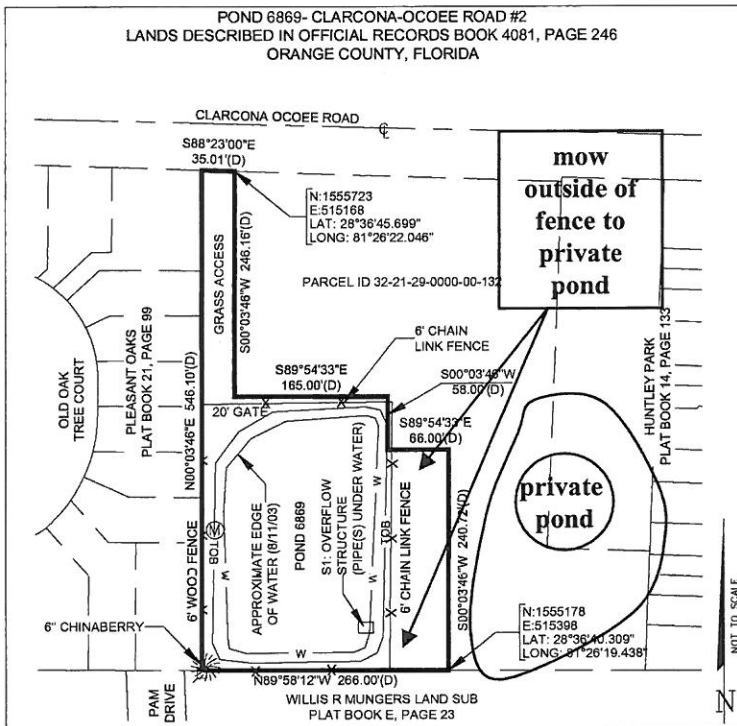 POND 6869- CLARCONA-OCOEE ROAD #2
LANDS DESCRIBED IN OFFICIAL RECORDS BOOK 4081, PAGE 246
ORANGE COUNTY, FLORIDA
CLARCONA OCOEE ROAD
S88°23'00"E
35.01'(D)
mow
outside of
fence to
private
pond
N:1555723
E:515168
LAT: 28°36'45.699"
LONG: 81°26'22.046"
GRASS ACCESS
S00°03'46"W 246.16'(D)
PARCEL ID 32-21-29-0000-00-132
6' CHAIN
LINK FENCE
S89°54'33"E
165.00'(D)
S00°03'46"W
58.00'(D)
20' GATE
S89°54'33"E
66.00'(D)
OLD OAK
TREE COURT
PLEASANT OAKS
PLAT BOOK 21, PAGE 99
N00°03'46"E 546.10'(D)
HUNTLEY PARK
PLAT BOOK 14, PAGE 133
private
pond
6' WOOD FENCE
TOB
W
APPROXIMATE EDGE
OF WATER (8/11/03)
POND 6869
S1: OVERFLOW
STRUCTURE
(PIPE(S) UNDER WATER)
W
W
TOB
6' CHAIN LINK FENCE
S00°03'46"W 240.72'(D)
W
W
W
6" CHINABERRY
N:1555178
E:515398
LAT: 28°36'40.309"
LONG: 81°26'19.438"
N89°58'12"W 266.00'(D)
PAM
DRIVE
WILLIS R MUNGERS LAND SUB
PLAT BOOK E, PAGE 23
NOT TO SCALE
N